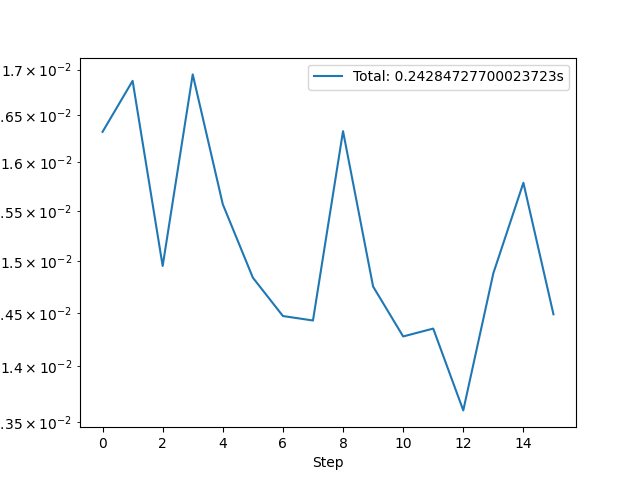 Total: 0.24284727700023723s
1.7 × 10⁻²
.65 × 10⁻²
1.6 × 10⁻²
.55 × 10⁻²
1.5 × 10⁻²
.45 × 10⁻²
1.4 × 10⁻²
.35 × 10⁻²
0 2 4 6 8 10 12 14
Step